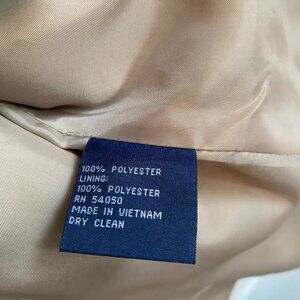 100% POLYESTER
LINING:
100% POLYESTER
RN 54050
MADE IN VIETNAM
DRY CLEAN